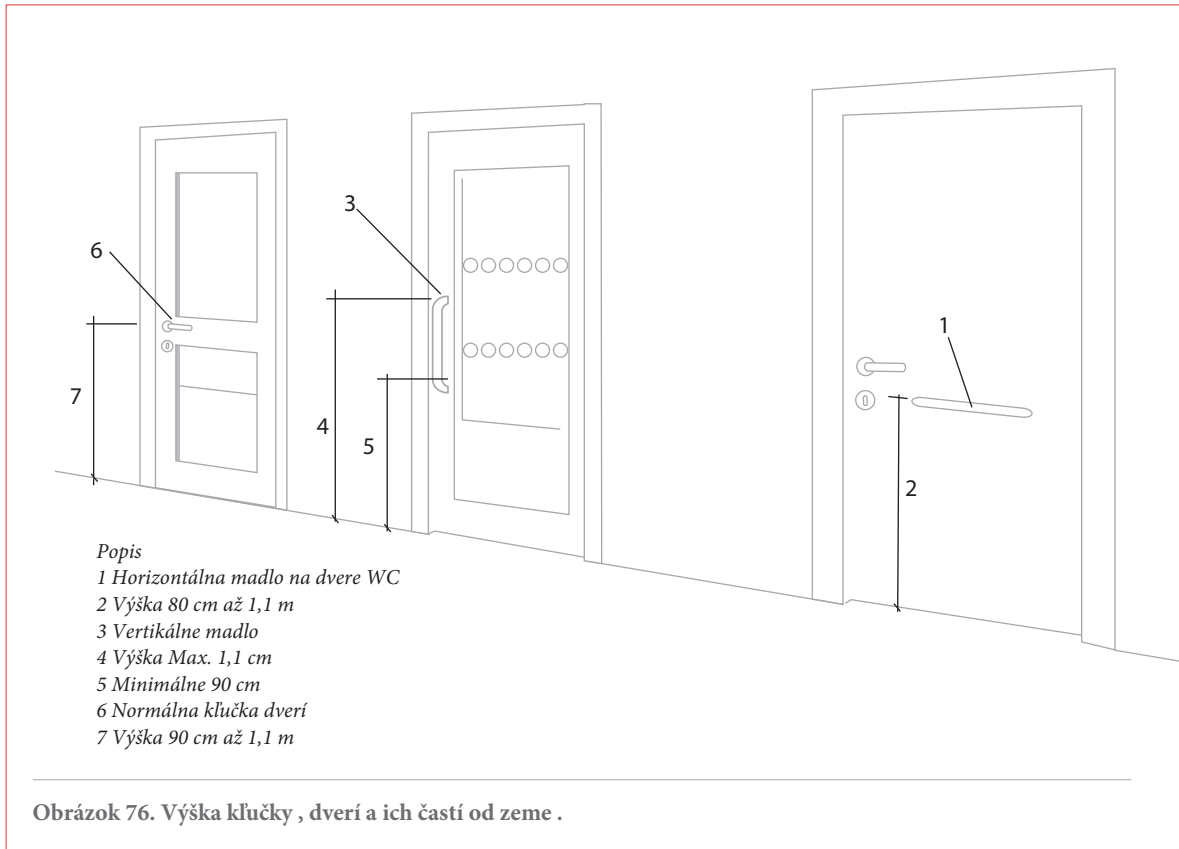 3
6
1
7
4
5
2
Popis
1 Horizontálna madlo na dvere WC
2 Výška 80 cm až 1,1 m
3 Vertikálne madlo
4 Výška Max. 1,1 cm
5 Minimálne 90 cm
6 Normálna kľučka dverí
7 Výška 90 cm až 1,1 m
Obrázok 76. Výška kľučky , dverí a ich častí od zeme .